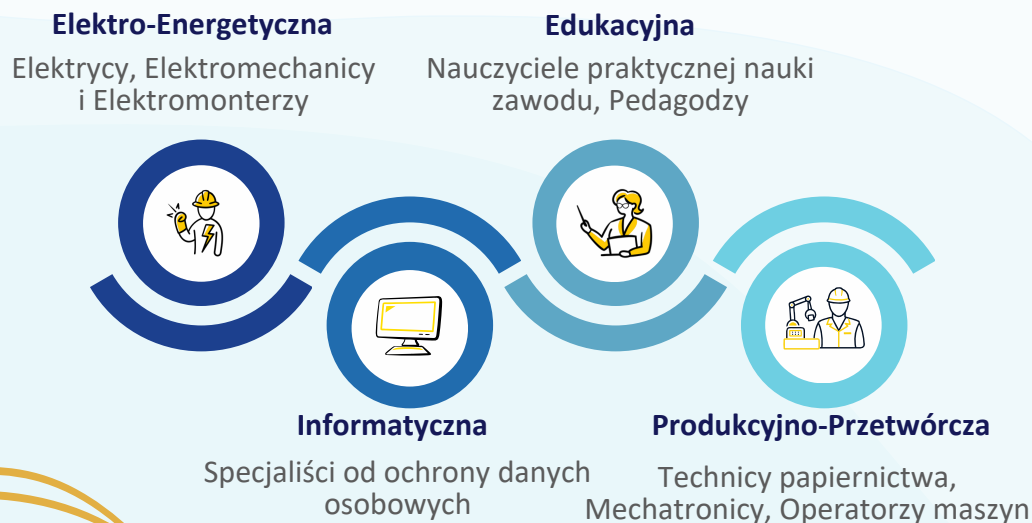 Elektro-Energetyczna
Elektrycy, Elektromechanicy
i Elektromonterzy
Edukacyjna
Nauczyciele praktycznej nauki
zawodu, Pedagodzy
Informatyczna
Specjaliści od ochrony danych
osobowych
Produkcyjno-Przetwórcza
Technicy papiernictwa,
Mechatronicy, Operatorzy maszyn